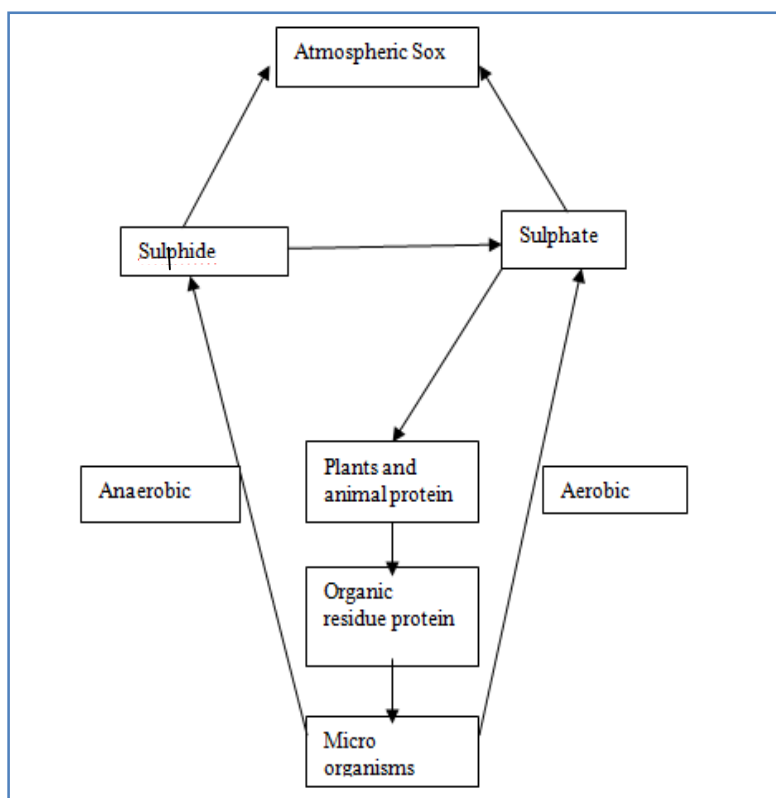 Atmospheric Sox
Sulphide
Sulphate
Plants and
animal protein
Anaerobic
Aerobic
Organic
residue protein
Micro
organisms